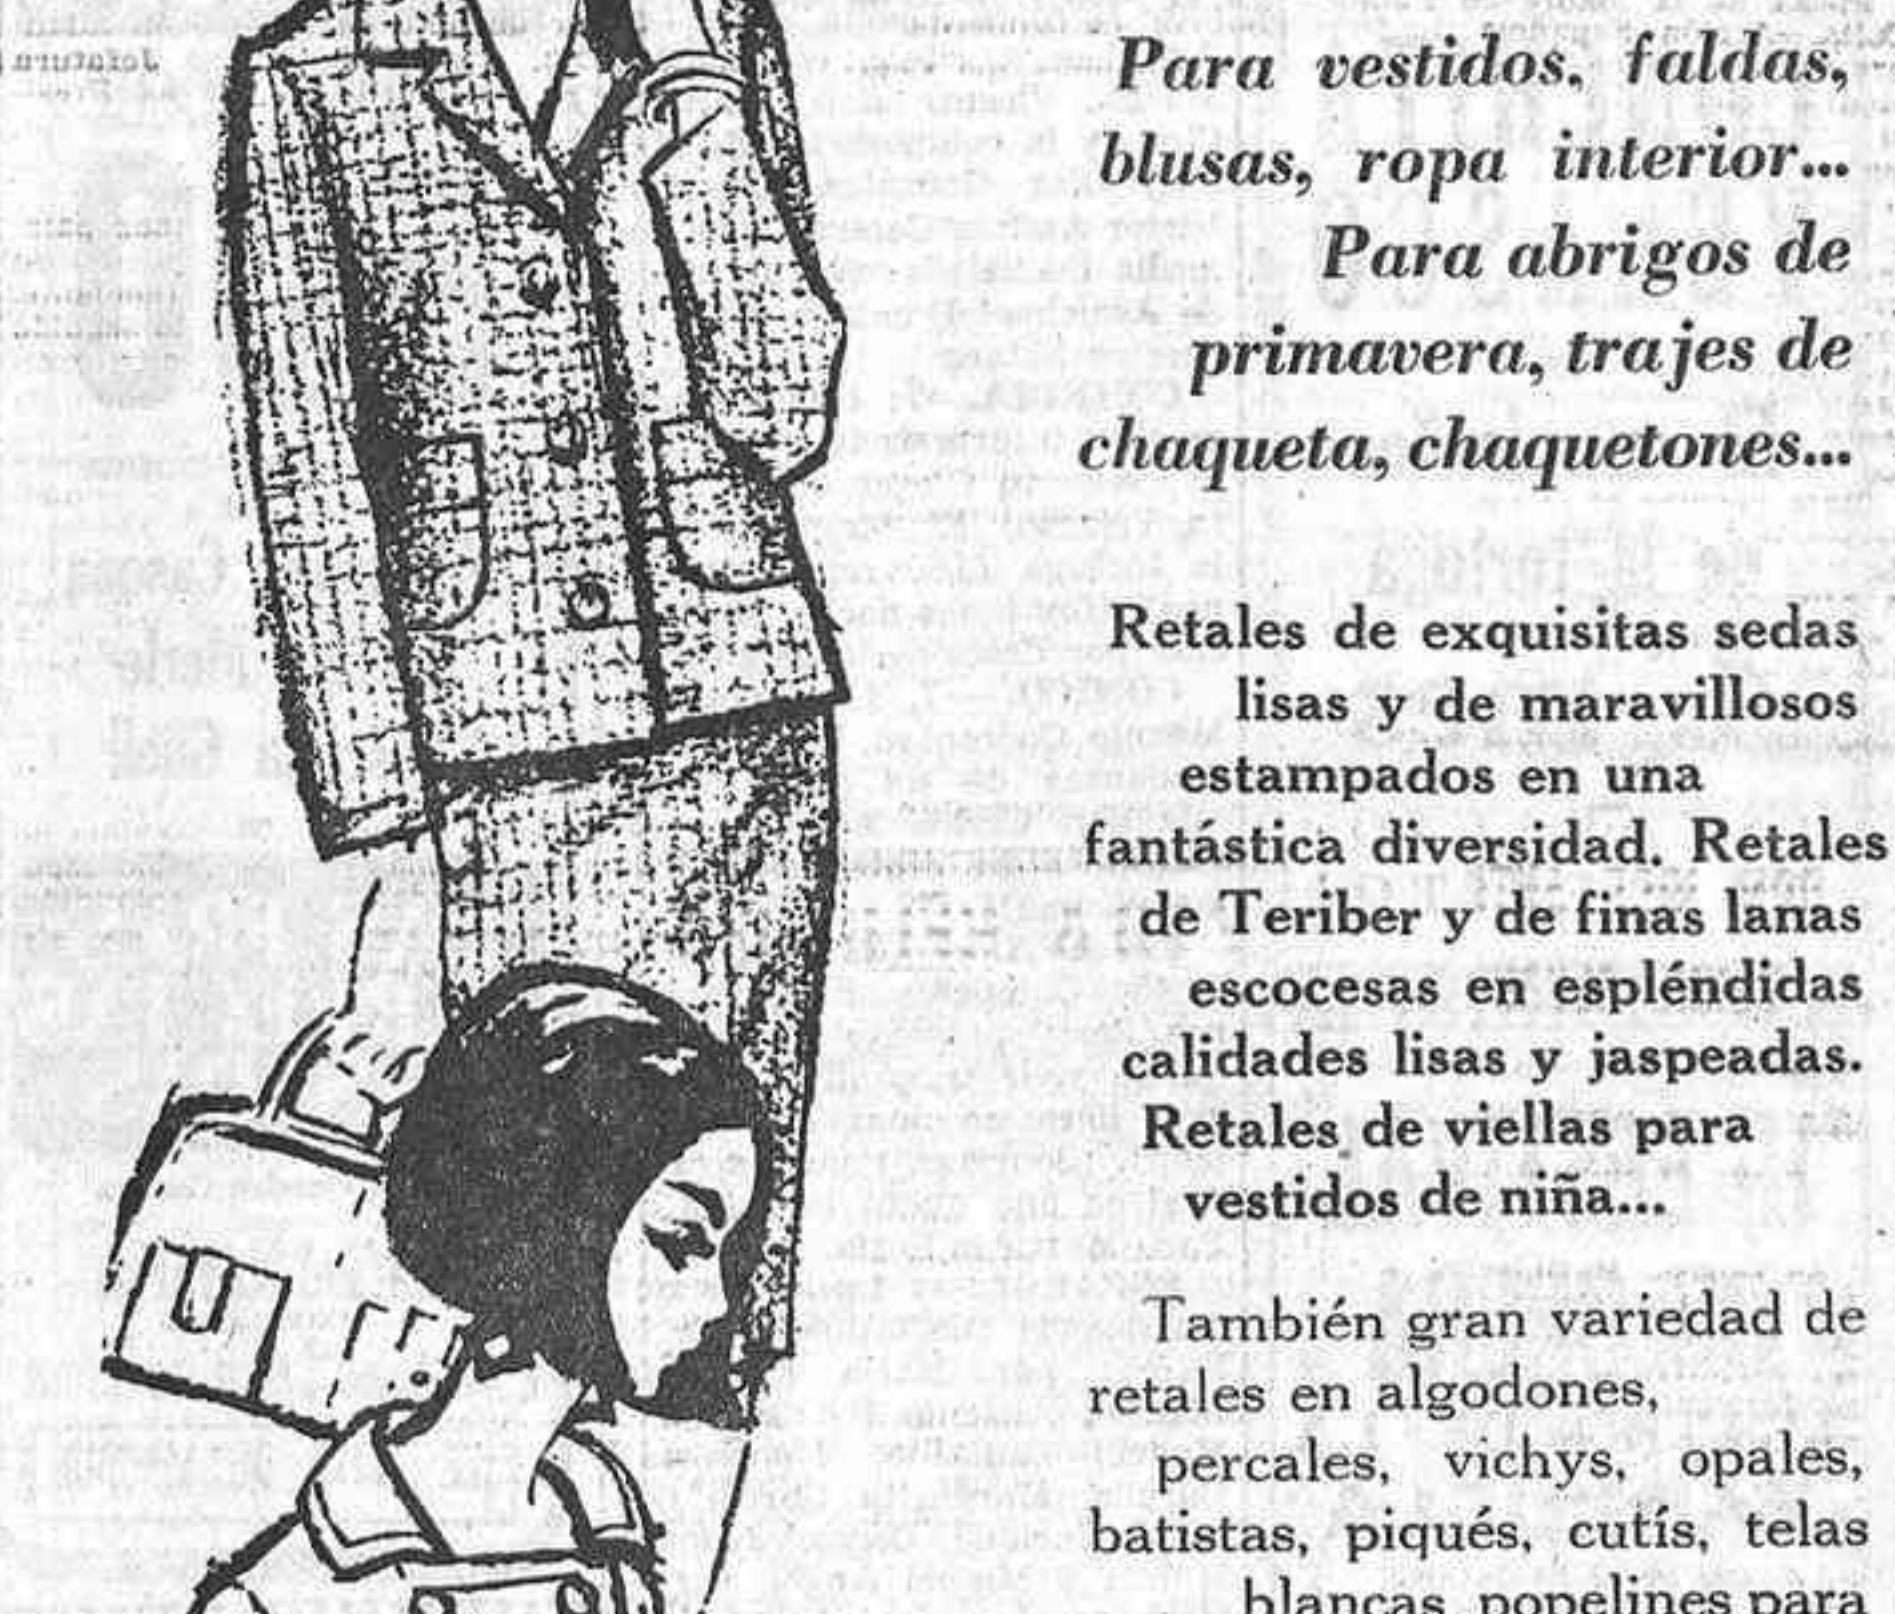 Para vestidos, faldas,
blusas, ropa interior...
Para abrigos de
primavera, trajes de
chaqueta, chaquetones...
Retales de exquisitas sedas
lisas y de maravillosos
estampados en una
fantástica diversidad. Retales
de Teriber y de finas lanas
escocesas en espléndidas
calidades lisas y jaspeadas.
Retales de viellas para
vestidos de niña...
También gran variedad de
retales en algodones,
percales, vichys, opales,
batistas, piqués, cutís, telas
blancas, popelines para